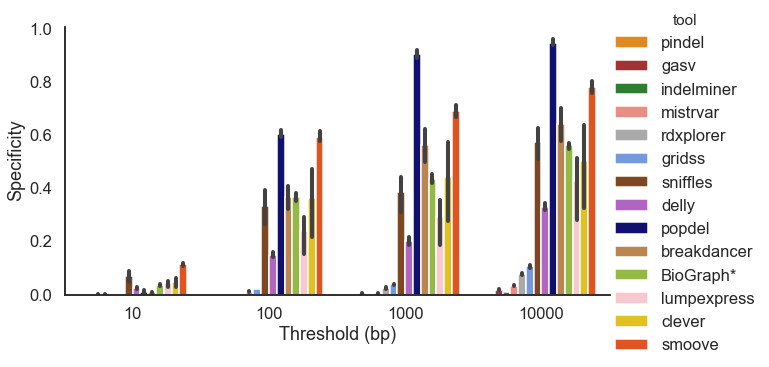 tool
pindel
gasv
indelminer
mistrvar
rdxplorer
gridss
sniffles
delly
popdel
breakdancer
BioGraph*
lumpexpress
clever
smoove
Specificity
1.0
0.8
0.6
0.4
0.2
0.0
10 100 1000 10000
Threshold (bp)